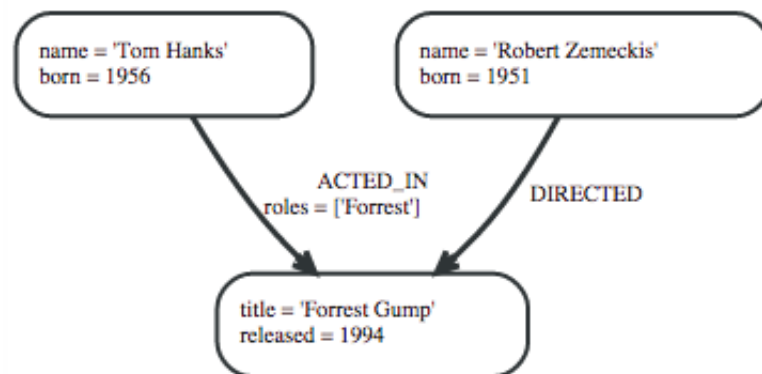 name = 'Tom Hanks'
born = 1956
name = 'Robert Zemeckis'
born = 1951
ACTED_IN
roles = ['Forrest']
DIRECTED
title = 'Forrest Gump'
released = 1994